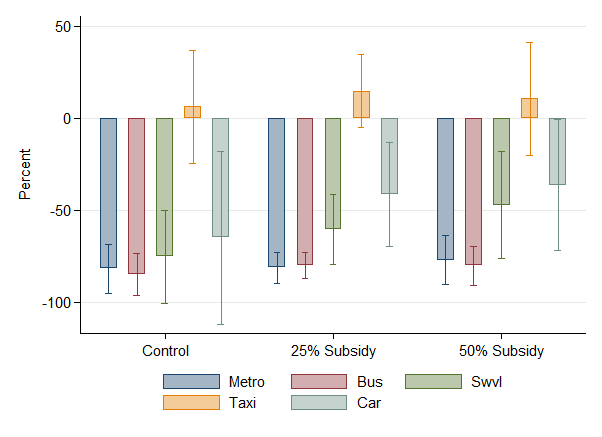 50
0
-50
-100
Percent
Control 25% Subsidy 50% Subsidy
Metro Bus Swvl
Taxi Car